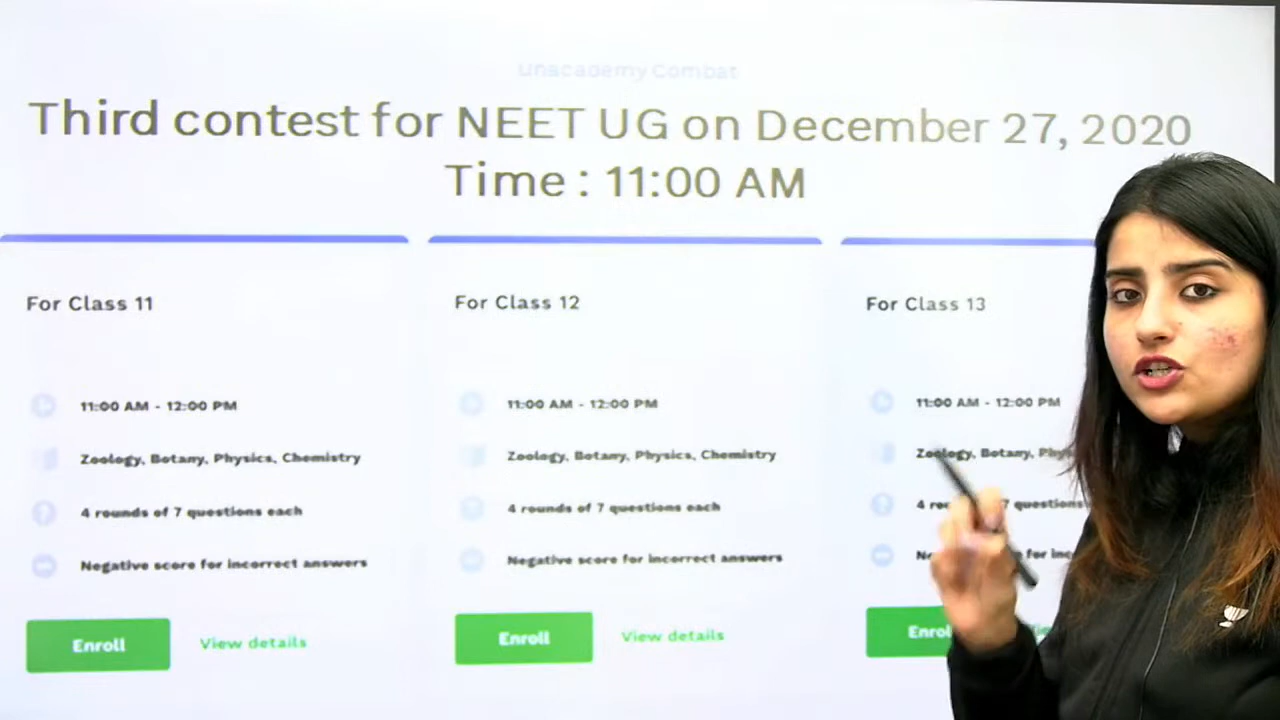 Unacademy Combat
Third contest for NEET UG on December 27, 2020
Time : 11:00 AM
For Class 11
11:00 AM - 12:00 PM
Zoology, Botany, Physics, Chemistry
4 rounds of 7 questions each
Negative score for incorrect answers
Enroll
View details
For Class 12
11:00 AM - 12:00 PM
Zoology, Botany, Physics, Chemistry
4 rounds of 7 questions each
Negative score for incorrect answers
Enroll
View details
For Class 13
11:00 AM - 12:00 PM
Zoology, Botany,
4 7 questions
for